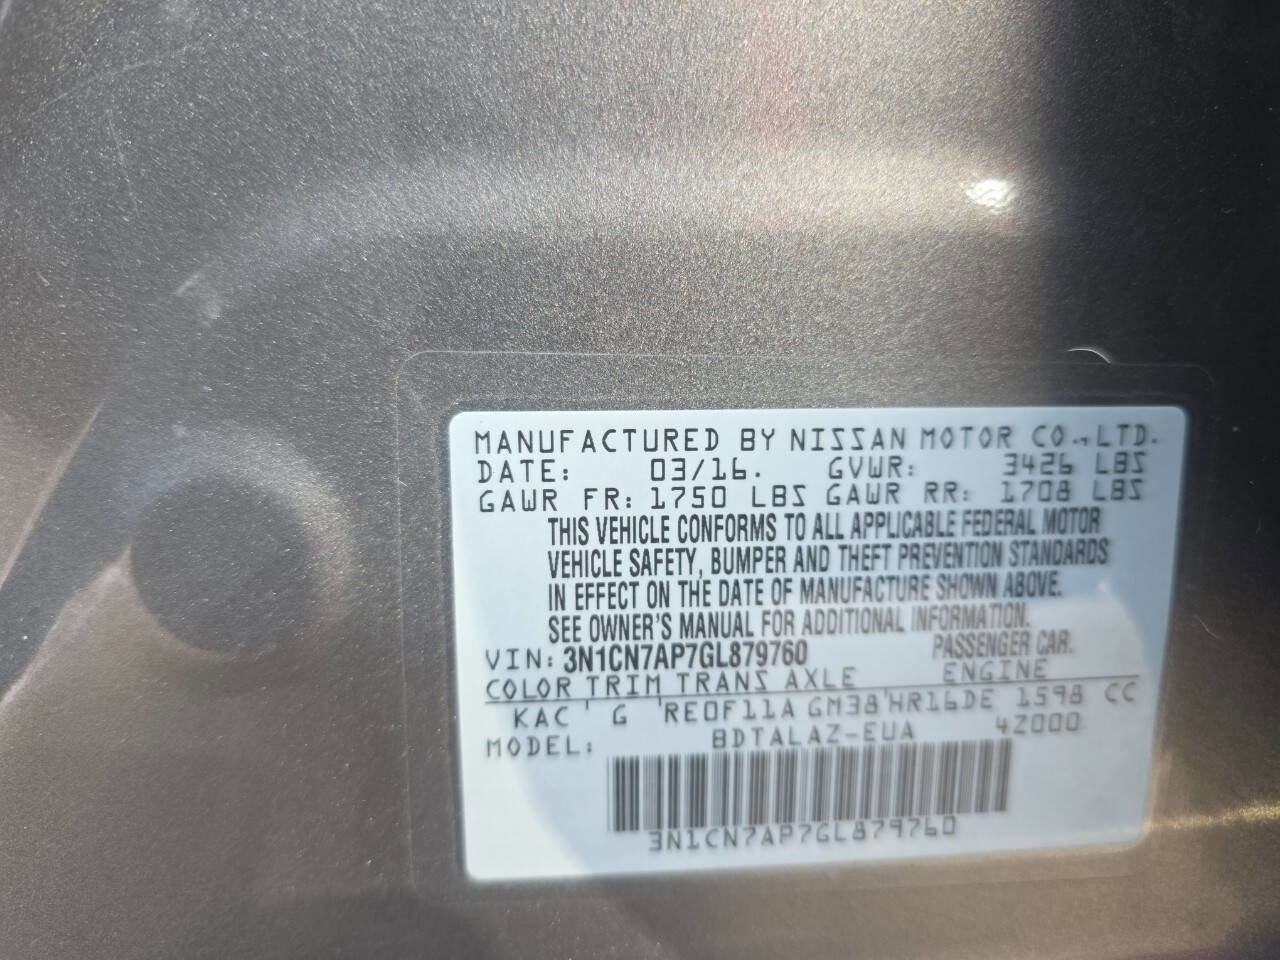 MANUFACTURED BY NISSAN MOTOR CO., LTD.
DATE: 03/16. GVWR: 3426 LBS
GAWR FR: 1750 LBS GAWR RR: 1708 LBS
THIS VEHICLE CONFORMS TO ALL APPLICABLE FEDERAL MOTOR
VEHICLE SAFETY, BUMPER AND THEFT PREVENTION STANDARDS
IN EFFECT ON THE DATE OF MANUFACTURE SHOWN ABOVE.
SEE OWNER'S MANUAL FOR ADDITIONAL INFORMATION.
VIN: 3N1CN7AP7GL879760 PASSENGER CAR.
COLOR TRIM TRANS AXLE ENGINE
KAC G RE0F11A GM38 HR16DE 1598 CC
MODEL: BDTALAZ-EUA 4Z000
3N1CN7AP7GL879760